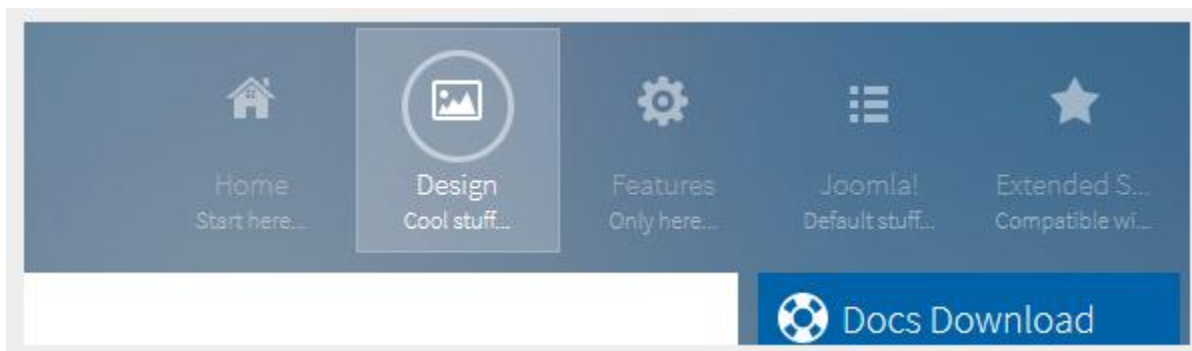 Home
Start here...
Design
Cool stuff...
Features
Only here...
Joomla!
Default stuff...
Extended S...
Compatible wi...
Docs Download